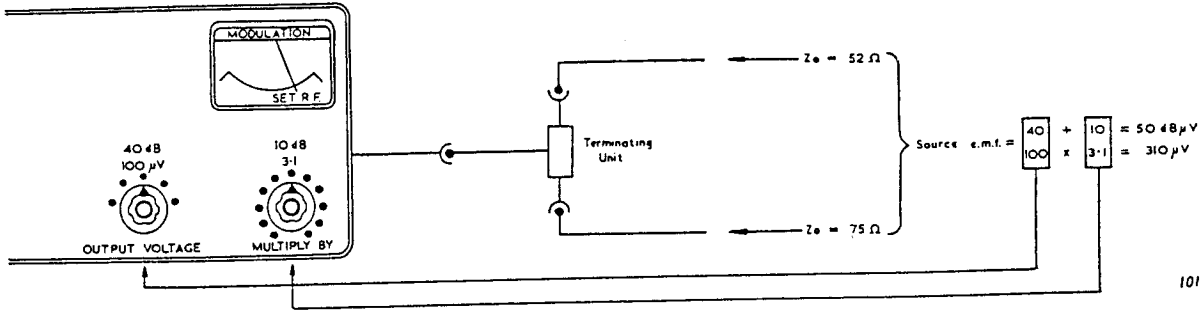 MODULATION
SET R.F.
40 dB
100 µV
10 dB
3·1
OUTPUT VOLTAGE
MULTIPLY BY
Terminating
Unit
Zo = 52 Ω
Zo = 75 Ω
Source e.m.f. = 40 + 10 = 50 dBµV
100 x 3·1 = 310 µV
101